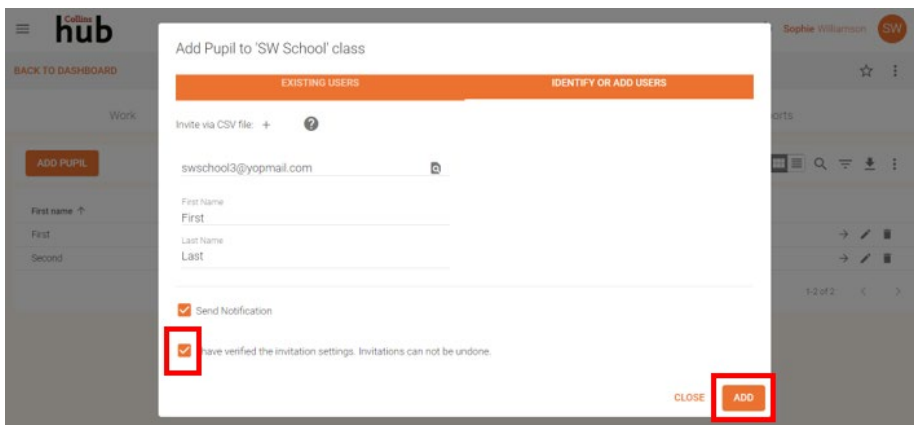 Collins
hub
Sophie Williamson
SW
BACK TO DASHBOARD
Work
ADD PUPIL
First name ↑
First
Second
1-2 of 2
Add Pupil to 'SW School' class
EXISTING USERS
IDENTIFY OR ADD USERS
Invite via CSV file: +
swschool3@yopmail.com
First Name
First
Last Name
Last
Send Notification
have verified the invitation settings. Invitations can not be undone.
CLOSE
ADD